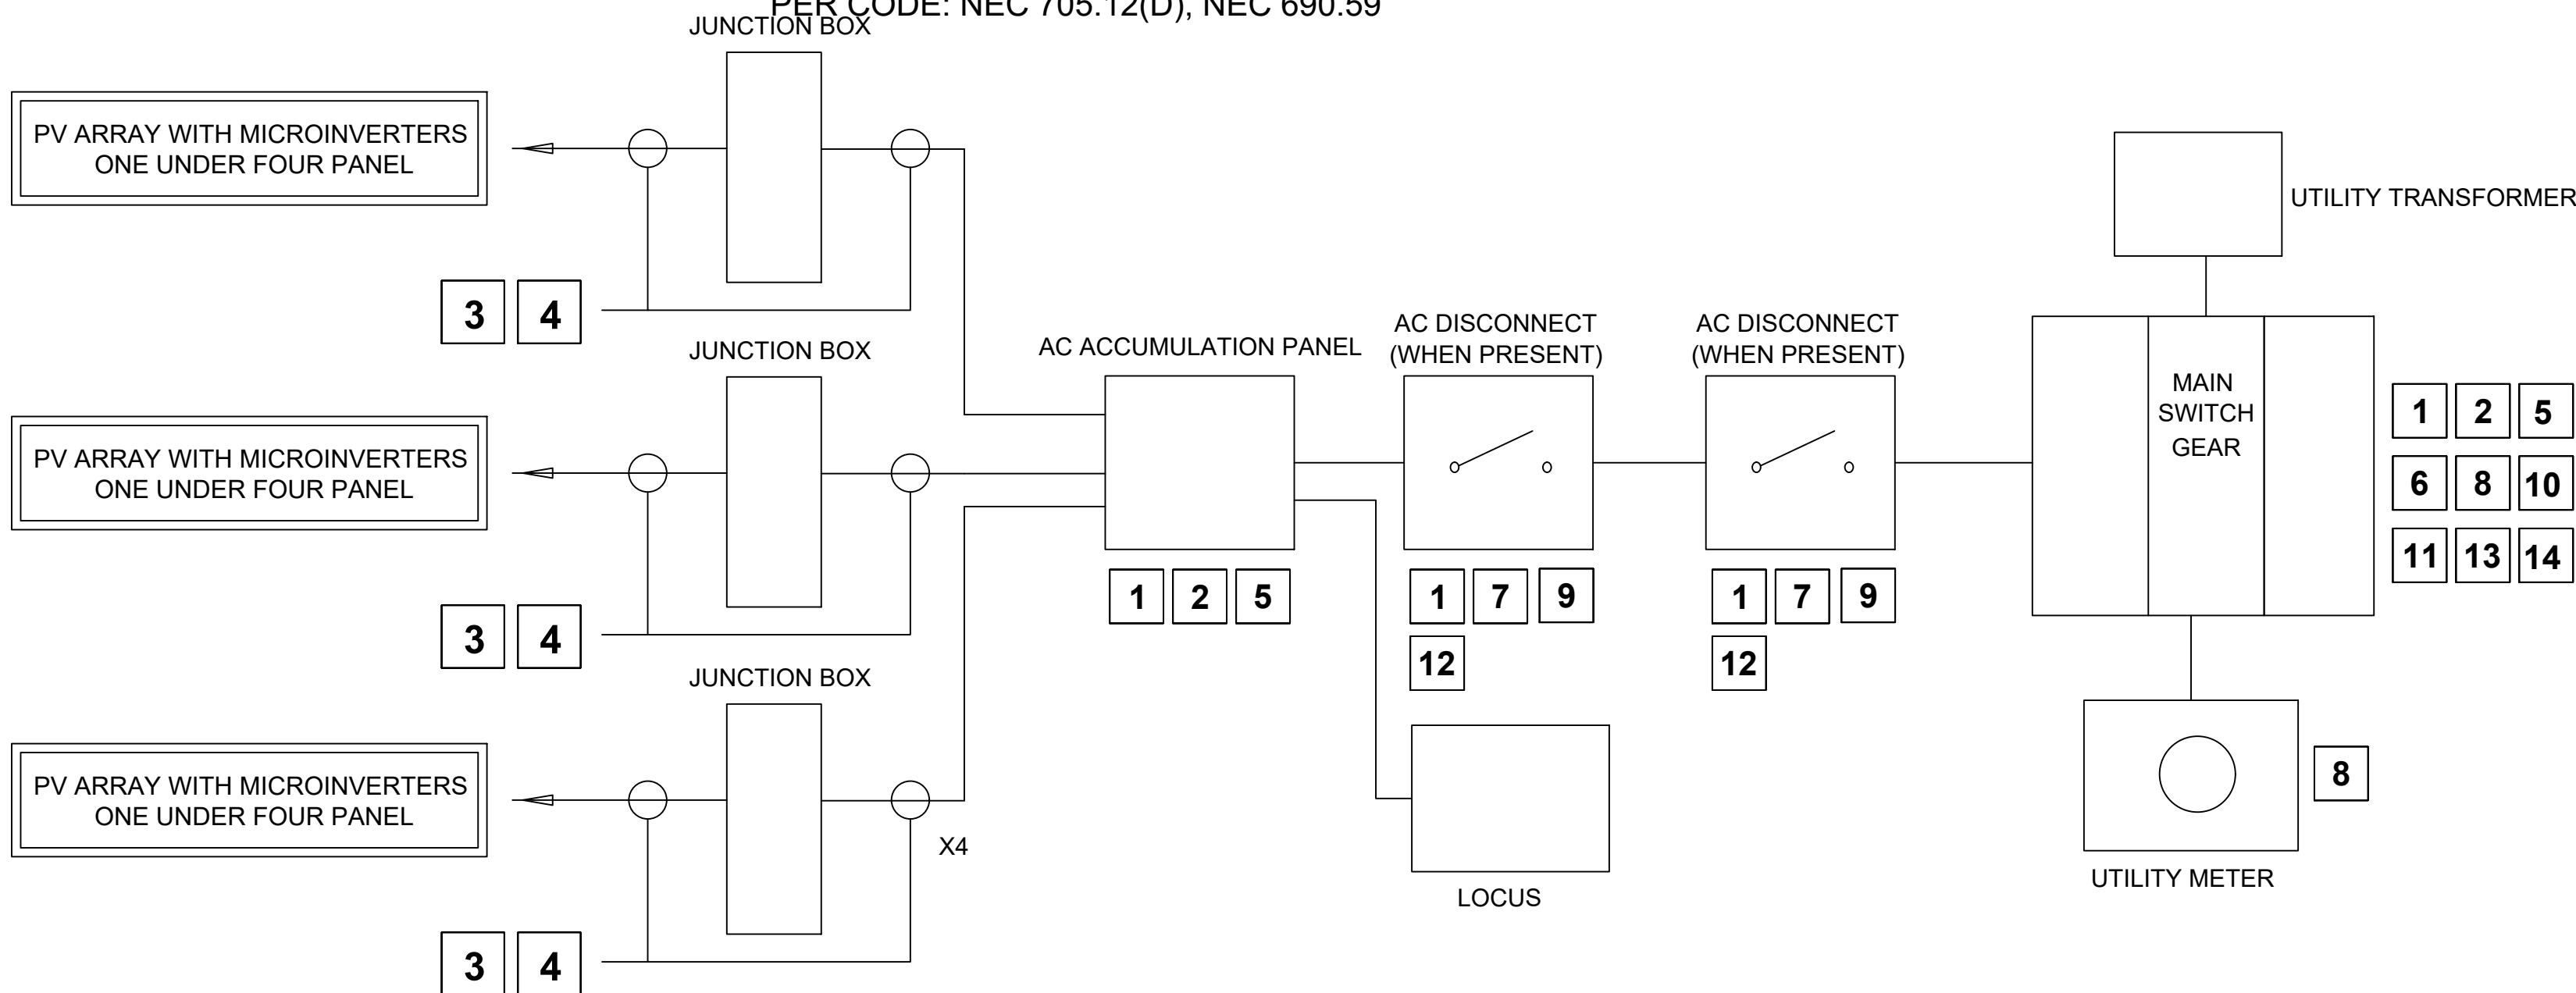 PER CODE: NEC 705.12(D), NEC 690.59
JUNCTION BOX
PV ARRAY WITH MICROINVERTERS
ONE UNDER FOUR PANEL
3 4
JUNCTION BOX
PV ARRAY WITH MICROINVERTERS
ONE UNDER FOUR PANEL
3 4
JUNCTION BOX
PV ARRAY WITH MICROINVERTERS
ONE UNDER FOUR PANEL
X4
3 4
AC ACCUMULATION PANEL
1 2 5
AC DISCONNECT
(WHEN PRESENT)
1 7 9
12
AC DISCONNECT
(WHEN PRESENT)
1 7 9
12
LOCUS
UTILITY TRANSFORMER
MAIN
SWITCH
GEAR
1 2 5
6 8 10
11 13 14
8
UTILITY METER